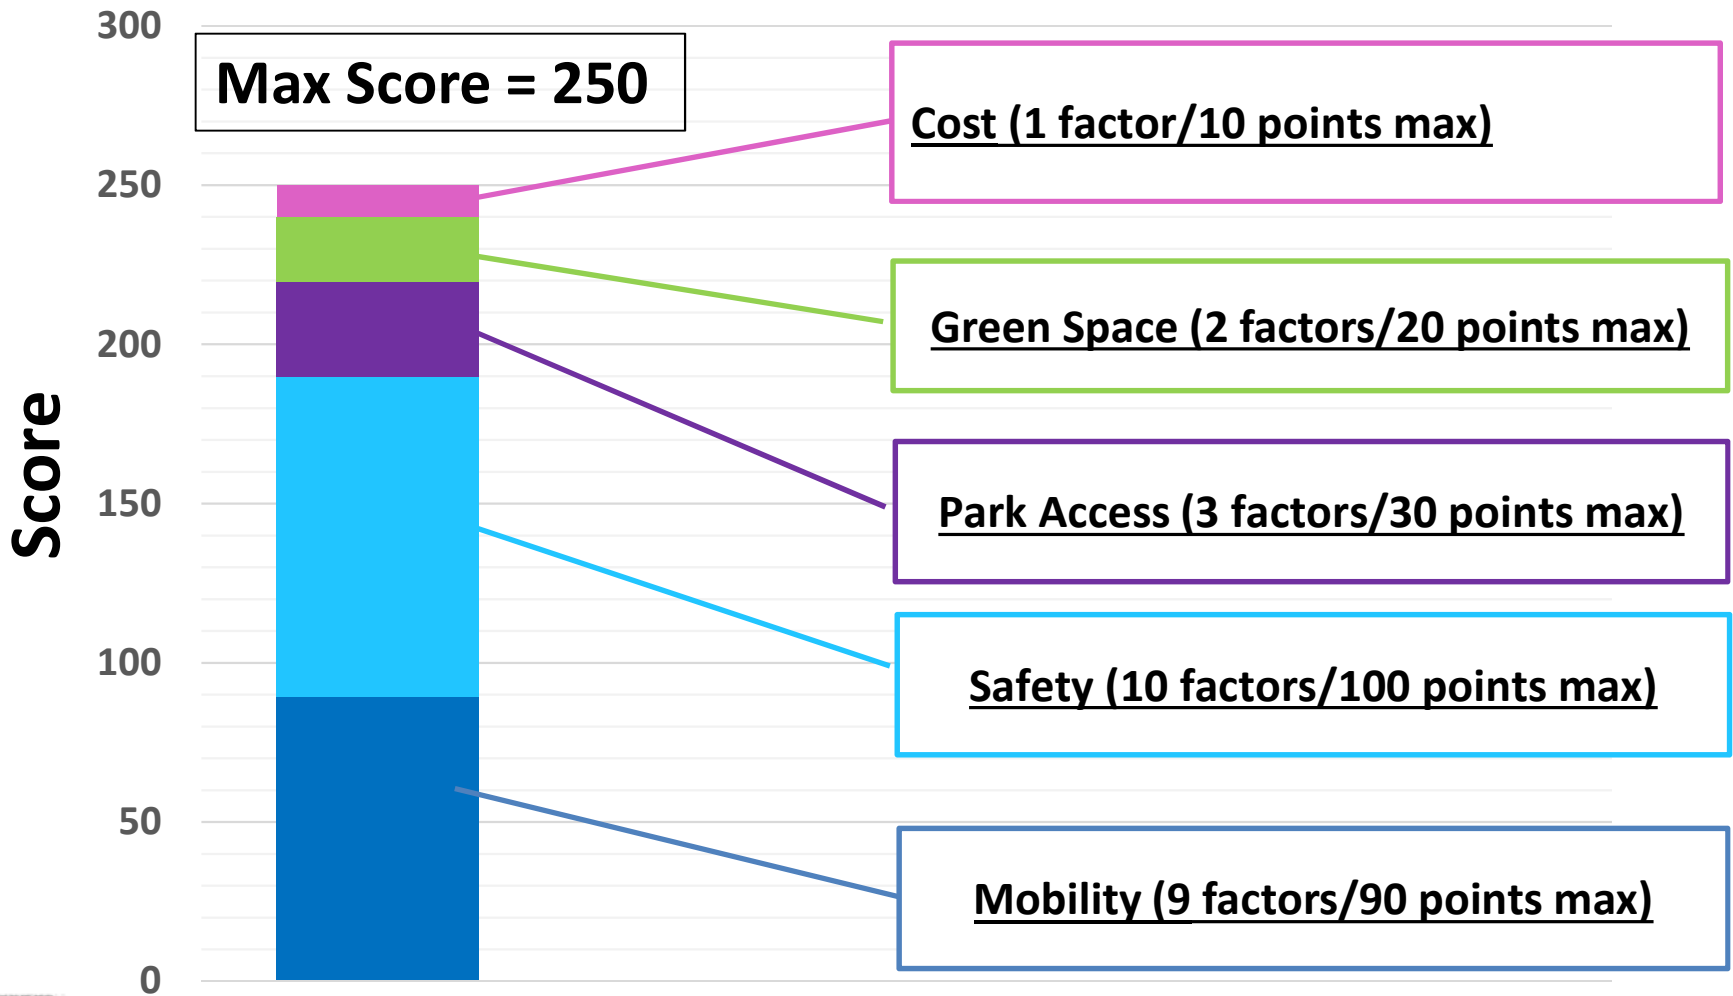 300
Max Score = 250
Cost (1 factor/10 points max)
250
Green Space (2 factors/20 points max)
200
Score
Park Access (3 factors/30 points max)
150
100
Safety (10 factors/100 points max)
50
Mobility (9 factors/90 points max)
0